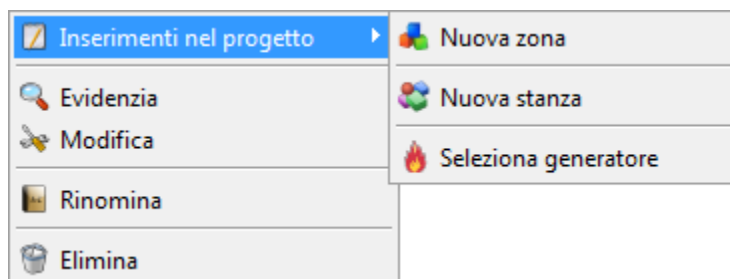 Inserimenti nel progetto
Evidenzia
Modifica
Rinomina
Elimina
Nuova zona
Nuova stanza
Seleziona generatore